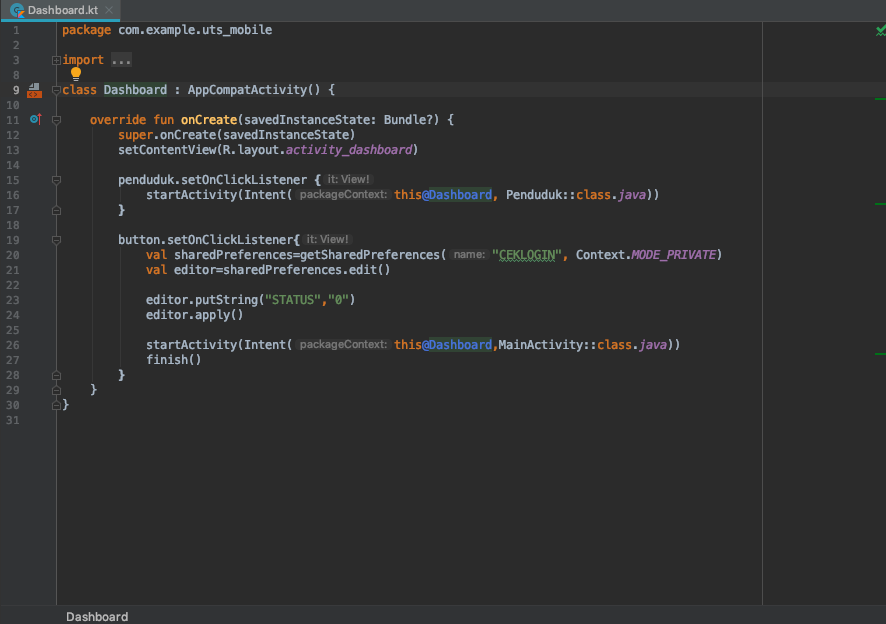 Dashboard.kt
1 package com.example.uts_mobile
2
3 import ...
8
9 class Dashboard : AppCompatActivity() {
10
11 override fun onCreate(savedInstanceState: Bundle?) {
12 super.onCreate(savedInstanceState)
13 setContentView(R.layout.activity_dashboard)
14
15 penduduk.setOnClickListener { it: View!
16 startActivity(Intent( packageContext: this@Dashboard, Penduduk::class.java))
17 }
18
19 button.setOnClickListener{ it: View!
20 val sharedPreferences=getSharedPreferences( name: "CEKLOGIN", Context.MODE_PRIVATE)
21 val editor=sharedPreferences.edit()
22
23 editor.putString("STATUS","0")
24 editor.apply()
25
26 startActivity(Intent( packageContext: this@Dashboard,MainActivity::class.java))
27 finish()
28 }
29 }
30 }
31
Dashboard